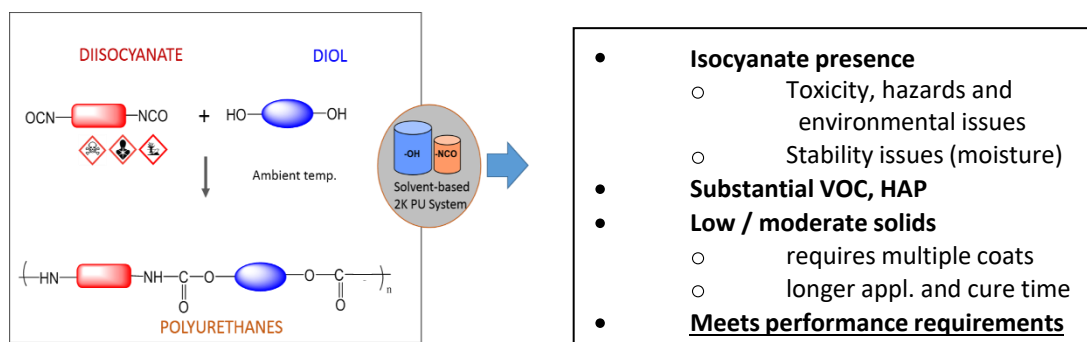 DIISOCYANATE
DIOL
OCN
NCO
+
HO
OH
Ambient temp.
-OH
-NCO
Solvent-based
2K PU System
HN
NH
C
O
O
C
O
O
n
POLYURETHANES
• Isocyanate presence
o Toxicity, hazards and
environmental issues
o Stability issues (moisture)
• Substantial VOC, HAP
• Low / moderate solids
o requires multiple coats
o longer appl. and cure time
• Meets performance requirements